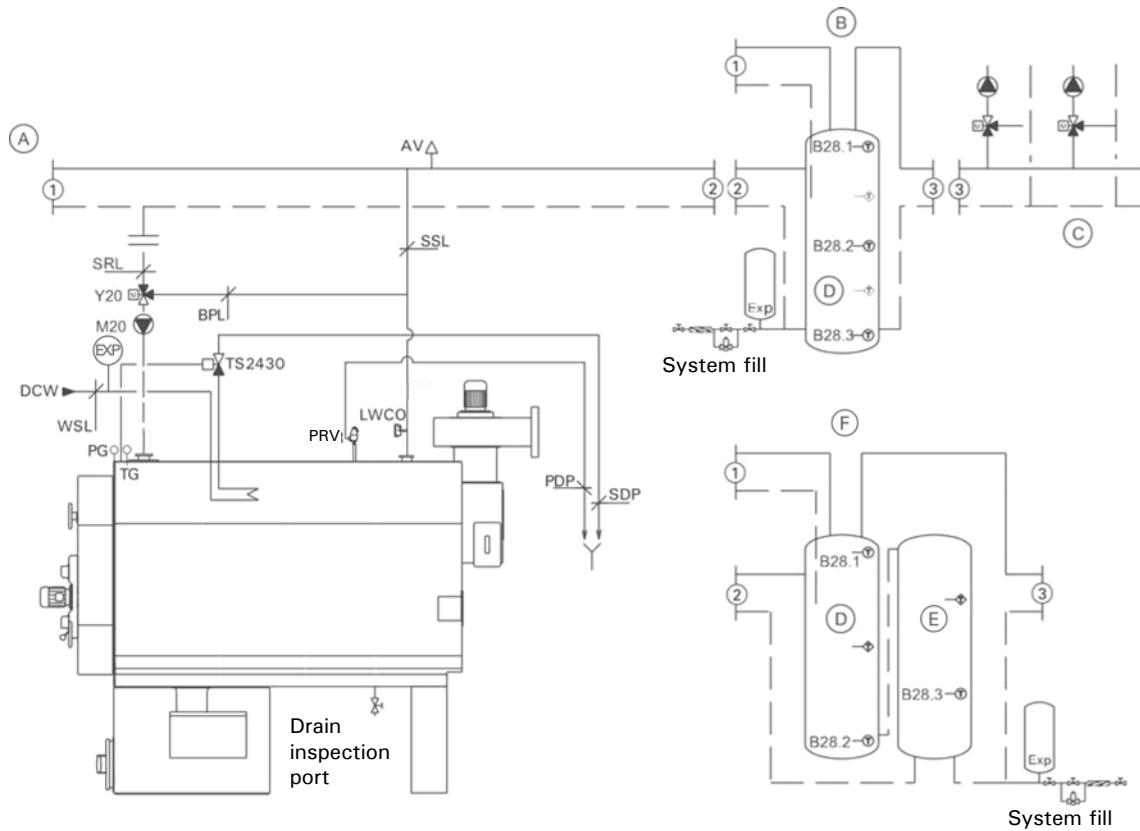 B
1
A
AV
B28.1
T
1
2
2
3
3
T
SSL
B28.2
T
C
SRL
Y20
M
BPL
D
T
M20
Exp
EXP
TS2430
B28.3
T
System fill
DCW
WSL
LWCO
PRV
F
PG
TG
PDP
SDP
1
B28.1
T
2
D
E
T
3
T
B28.3
T
B28.2
T
Exp
Drain
inspection
port
System fill
M
M